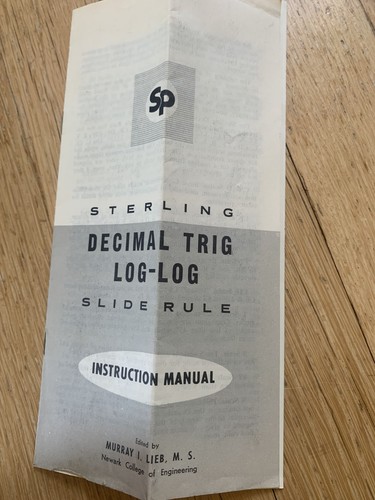 SP
STERLING
DECIMAL TRIG
LOG-LOG
SLIDE RULE
INSTRUCTION MANUAL
Edited by
MURRAY I. LIEB, M. S.
Newark College of Engineering